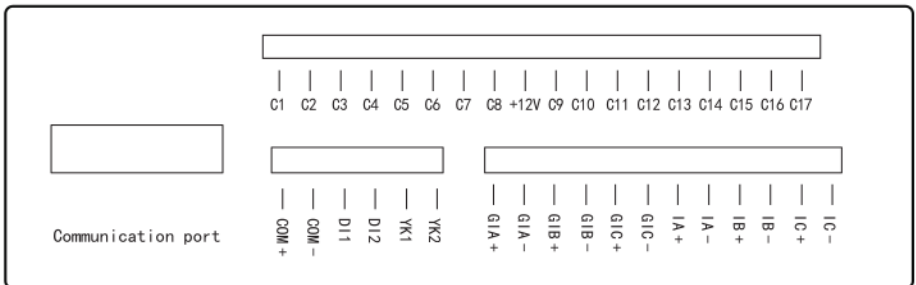 C1 C2 C3 C4 C5 C6 C7 C8 +12V C9 C10 C11 C12 C13 C14 C15 C16 C17
Communication port
COM+ COM- DI1 DI2 YK1 YK2
GIA+ GIA- GIB+ GIB- GIC+ GIC- IA+ IA- IB+ IB- IC+ IC-